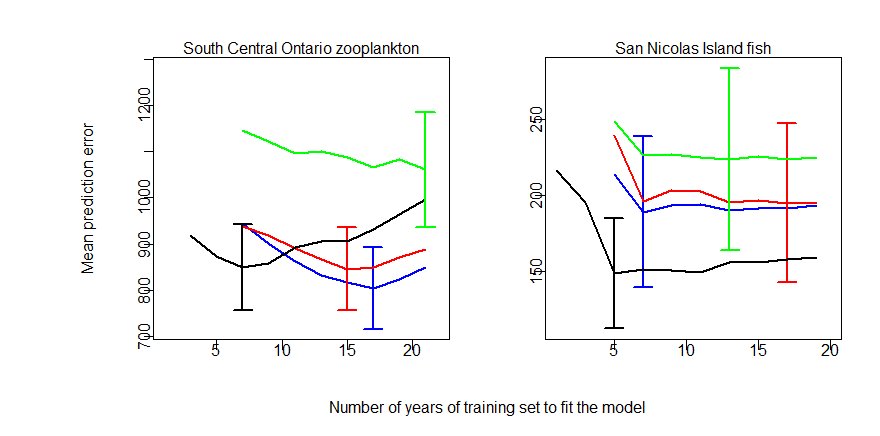 South Central Ontario zooplankton
San Nicolas Island fish
Mean prediction error
1200
1000
900
800
700
250
200
150
5 10 15 20
5 10 15 20
Number of years of training set to fit the model